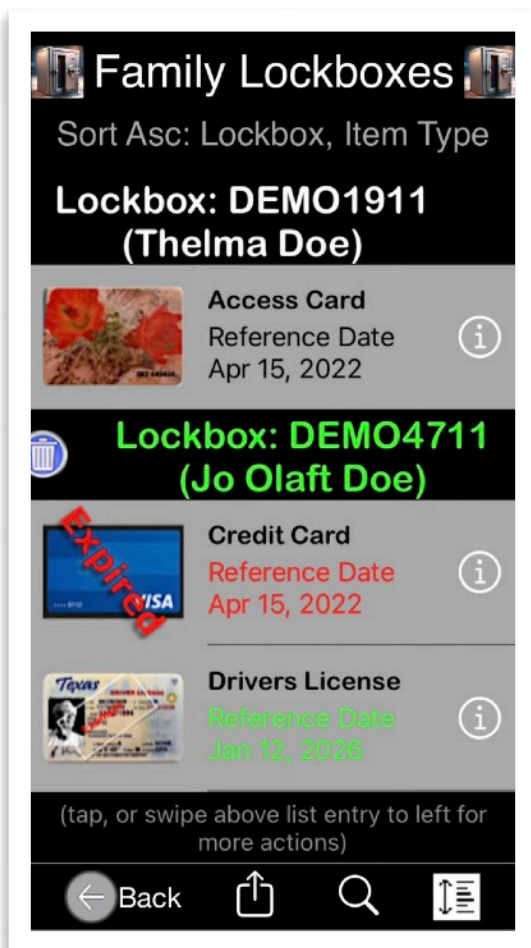 Family Lockboxes
Sort Asc: Lockbox, Item Type
Lockbox: DEMO1911
(Thelma Doe)
Access Card
Reference Date
Apr 15, 2022
Lockbox: DEMO4711
(Jo Olaft Doe)
Credit Card
Reference Date
Apr 15, 2022
Expired
VISA
Drivers License
Reference Date
Jan 12, 2026
Texas
DRIVER LICENSE
(tap, or swipe above list entry to left for
more actions)
Back